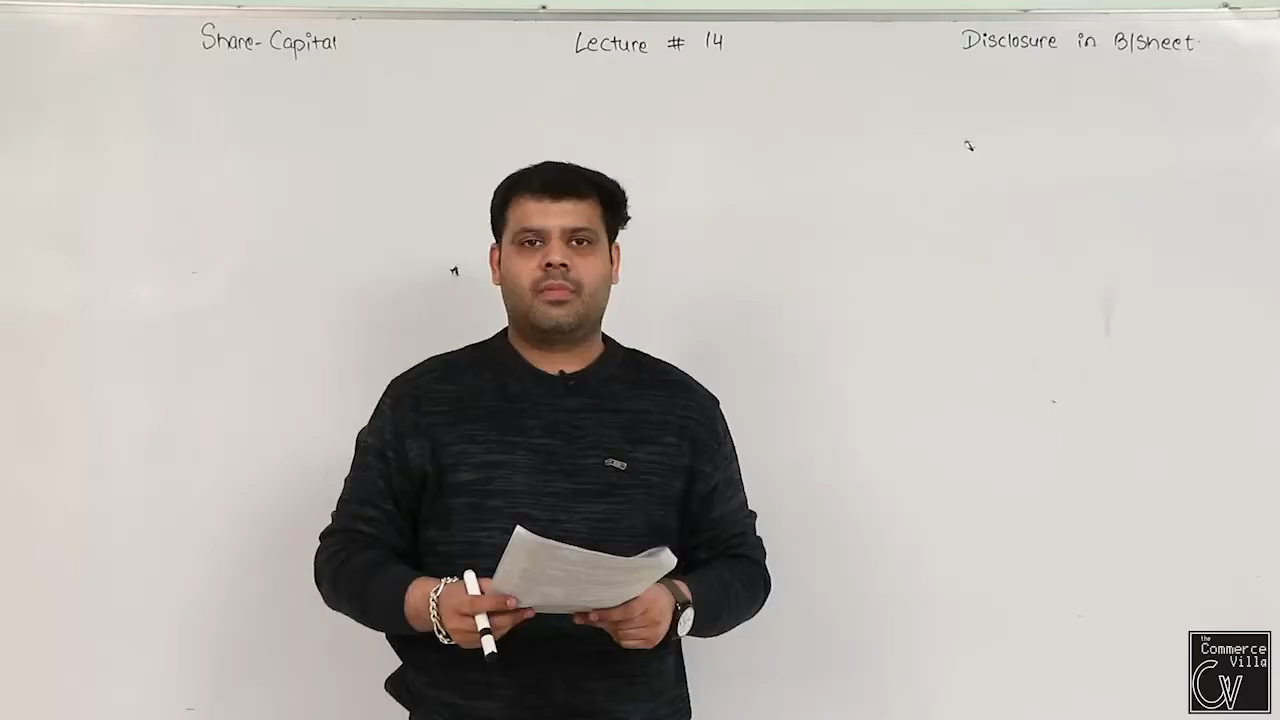 Share-Capital
Lecture # 14
Disclosure in B/Sheet.
the
Commerce
Villa
CV